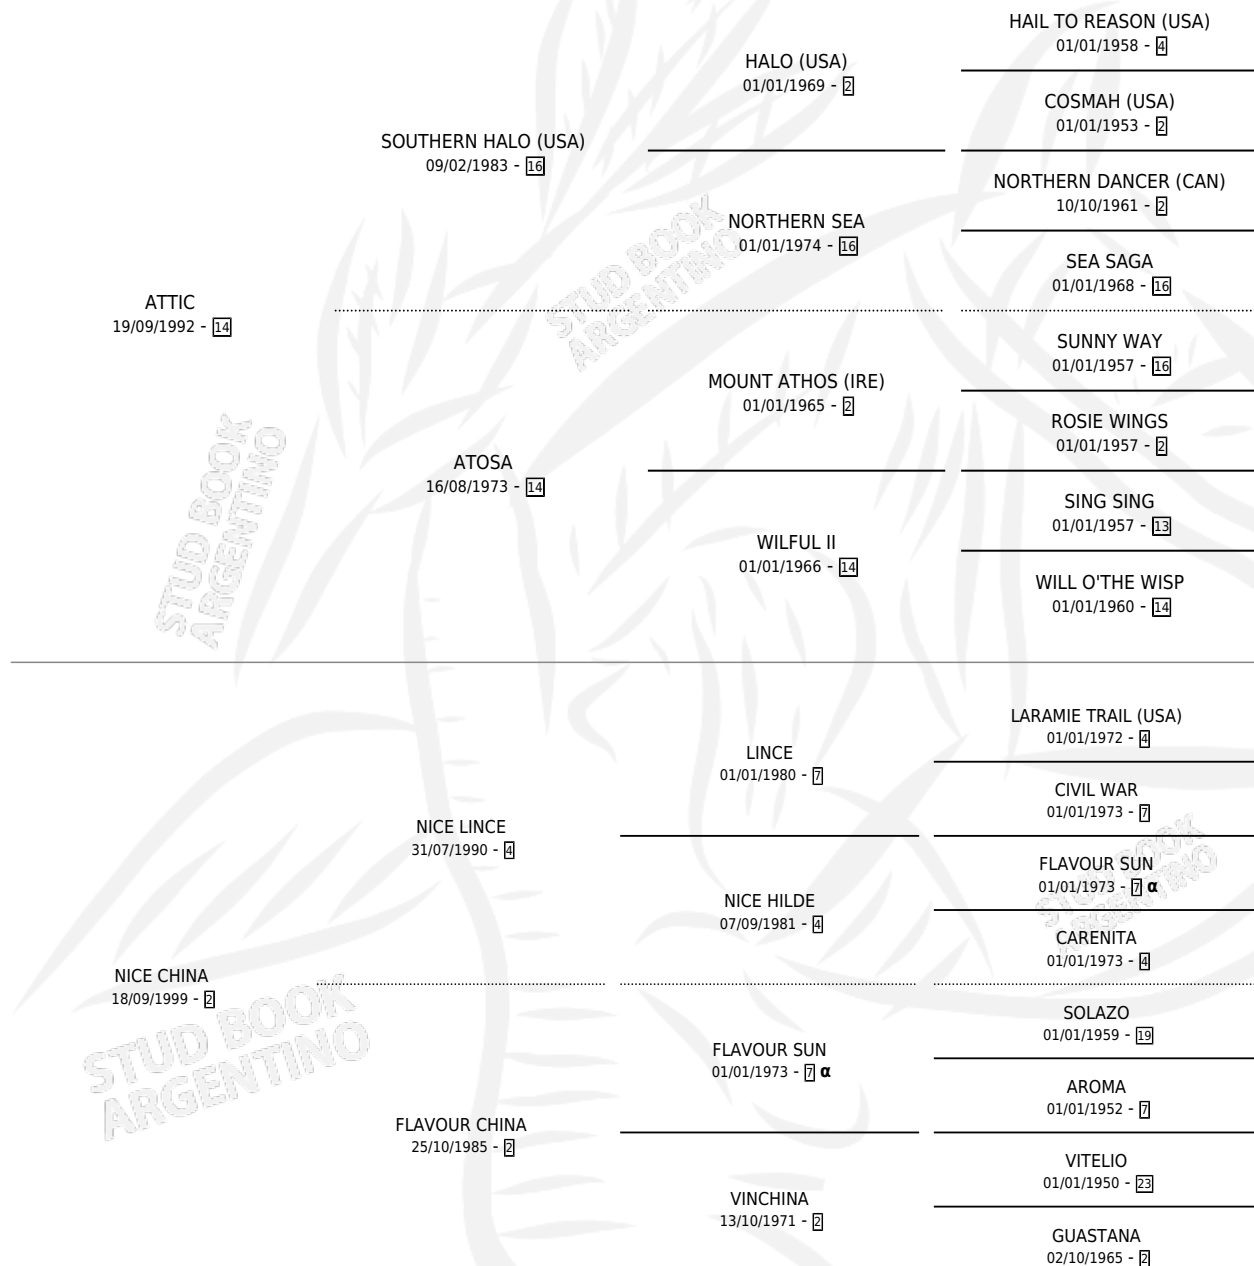 HAIL TO REASON (USA)
01/01/1958 - 4
HALO (USA)
01/01/1969 - 2
COSMAH (USA)
01/01/1953 - 2
SOUTHERN HALO (USA)
09/02/1983 - 16
NORTHERN DANCER (CAN)
10/10/1961 - 2
NORTHERN SEA
01/01/1974 - 16
STUD BOOK
ARGENTINO
SEA SAGA
01/01/1968 - 16
ATTIC
19/09/1992 - 14
SUNNY WAY
01/01/1957 - 16
MOUNT ATHOS (IRE)
01/01/1965 - 2
ROSIE WINGS
01/01/1957 - 2
ATOSA
16/08/1973 - 14
STUD BOOK
ARGENTINO
SING SING
01/01/1957 - 13
WILFUL II
01/01/1966 - 14
WILL O'THE WISP
01/01/1960 - 14
LARAMIE TRAIL (USA)
01/01/1972 - 4
LINCE
01/01/1980 - 7
CIVIL WAR
01/01/1973 - 7
NICE LINCE
31/07/1990 - 4
STUD BOOK
ARGENTINO
FLAVOUR SUN
01/01/1973 - 7 α
NICE HILDE
07/09/1981 - 4
CARENITA
01/01/1973 - 4
NICE CHINA
18/09/1999 - 2
STUD BOOK
ARGENTINO
SOLAZO
01/01/1959 - 19
FLAVOUR SUN
01/01/1973 - 7 α
AROMA
01/01/1952 - 7
FLAVOUR CHINA
25/10/1985 - 2
VITELIO
01/01/1950 - 23
VINCHINA
13/10/1971 - 2
GUASTANA
02/10/1965 - 2